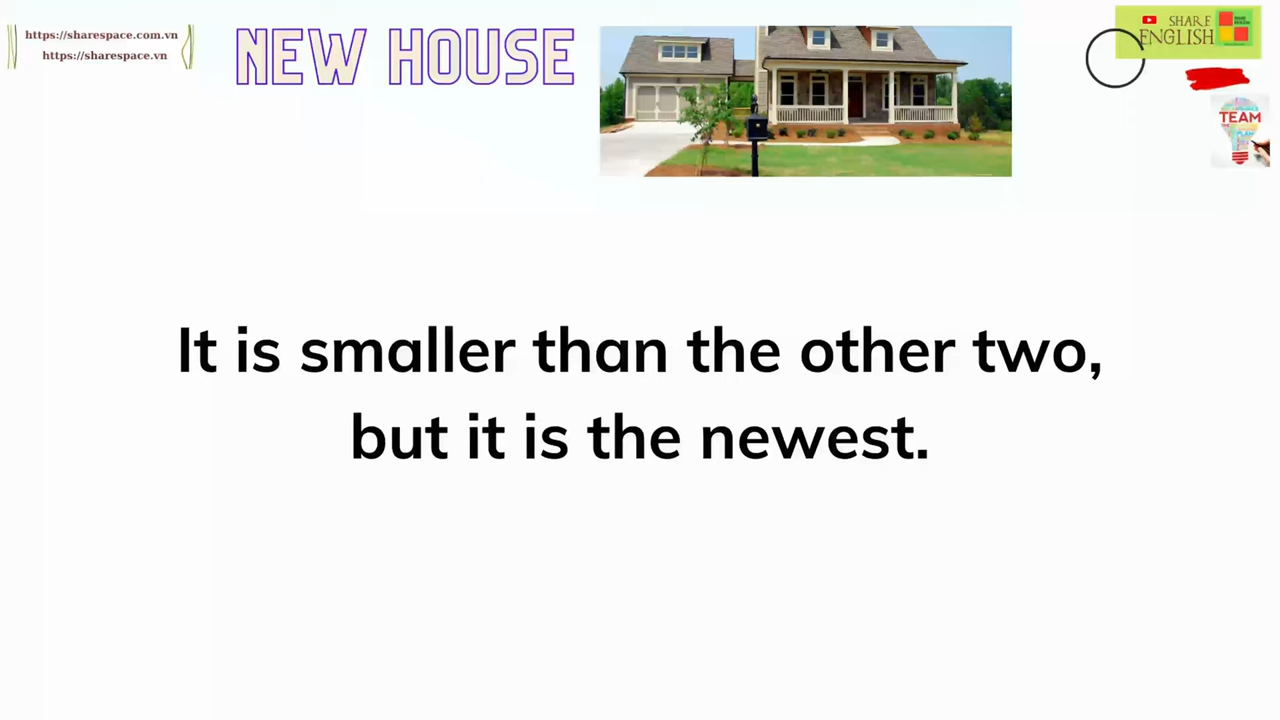 https://sharespace.com.vn
https://sharespace.vn
NEW HOUSE
SHARE
ENGLISH
TEAM
It is smaller than the other two,
but it is the newest.